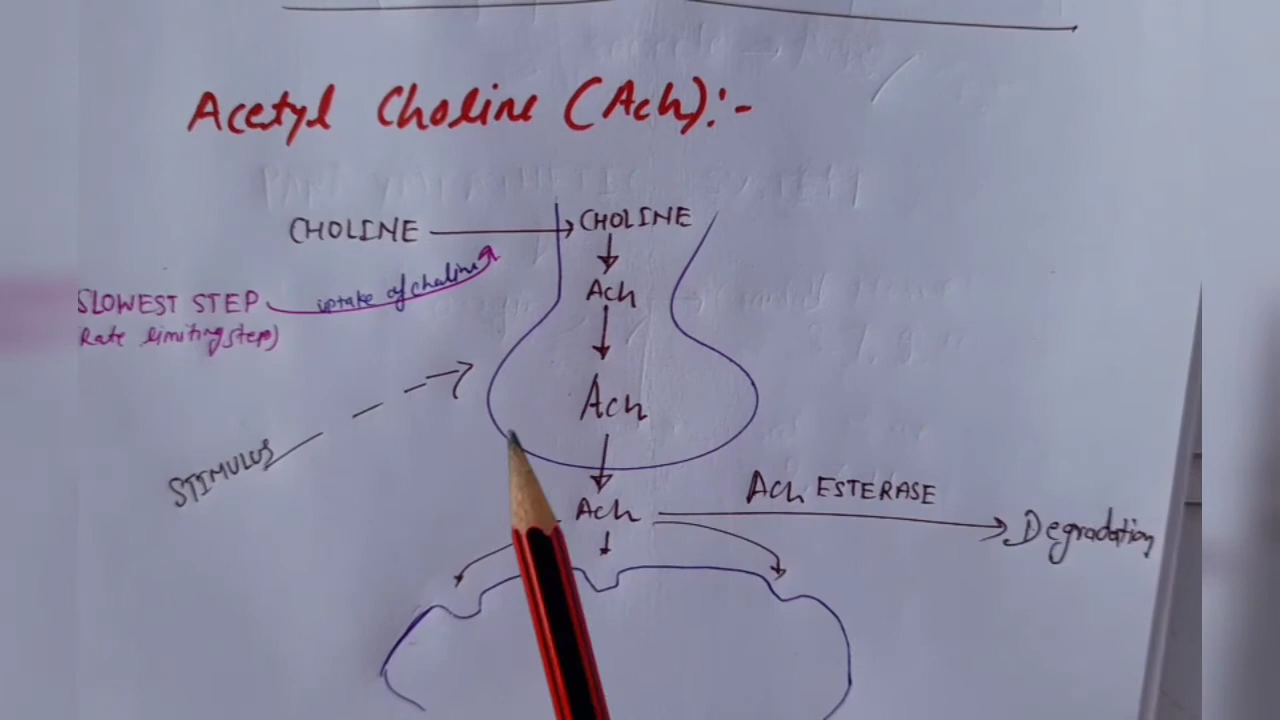 Acetyl Choline (Ach):-
CHOLINE → CHOLINE
Ach
SLOWEST STEP uptake of choline
Rate limiting step)
Ach
STIMULUS
Ach ESTERASE
Ach
Degradation